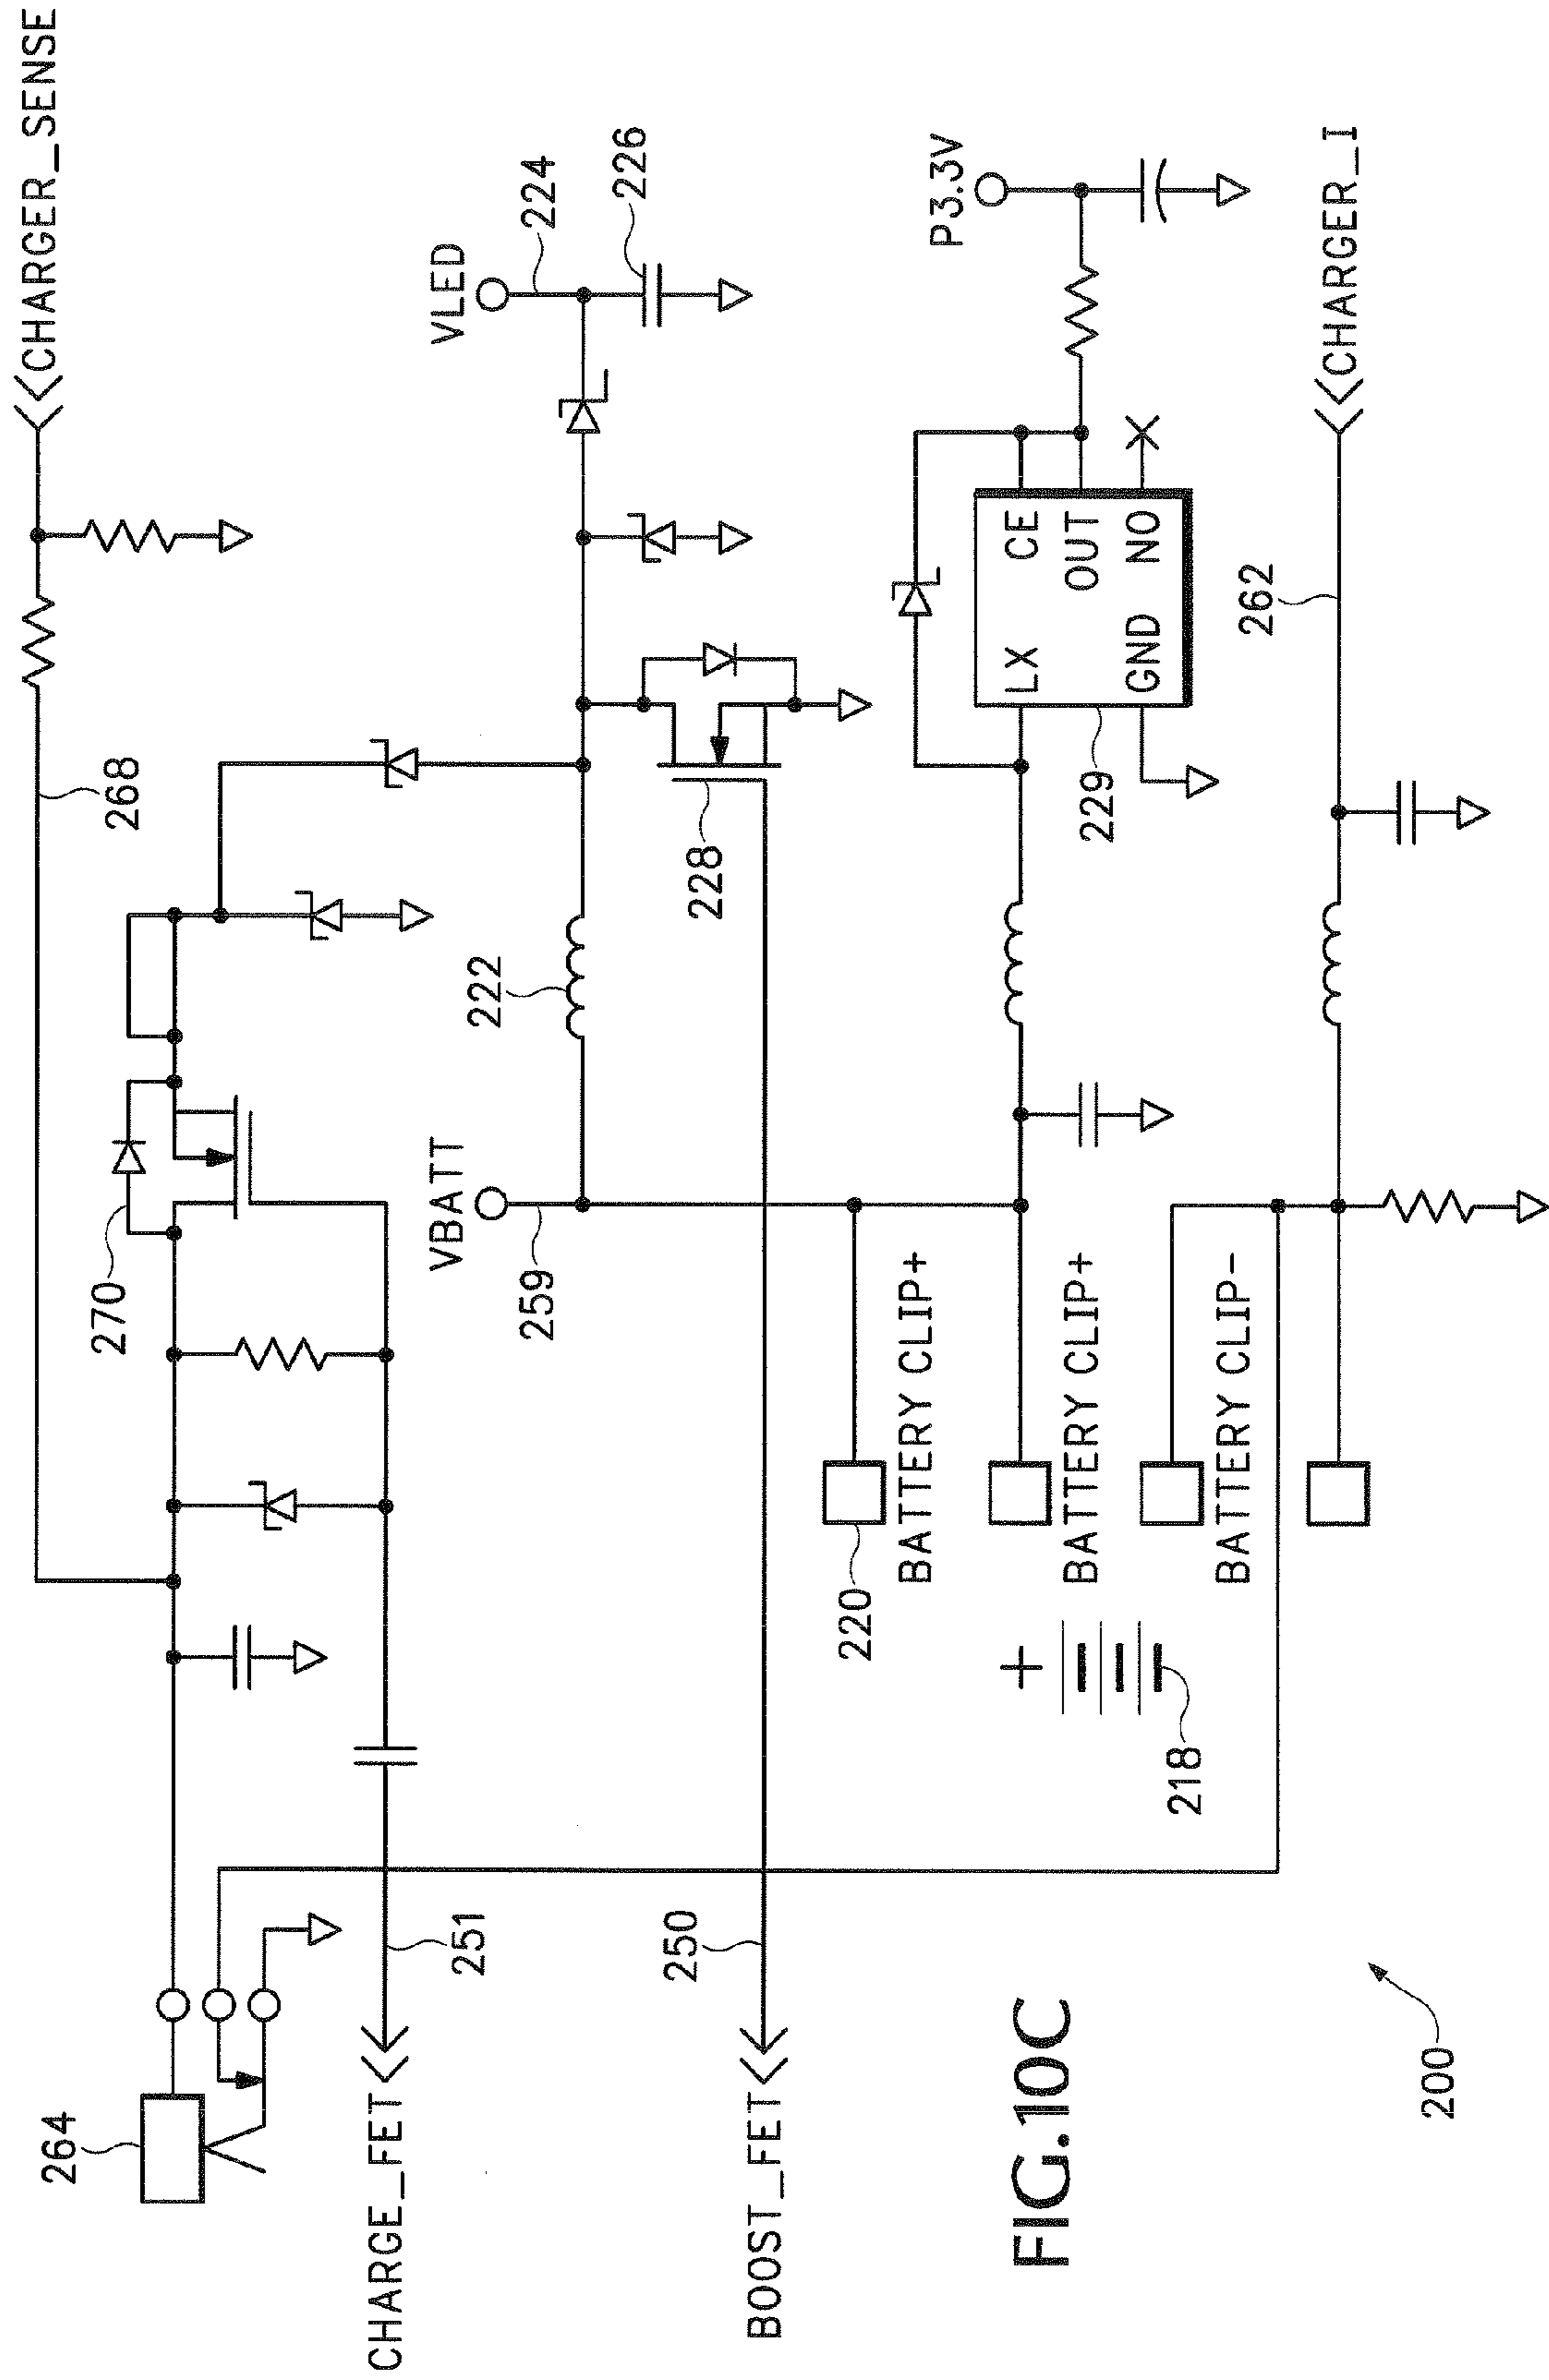 <<CHARGER_SENSE
268
270
264
CHARGE_FET<<
251
VLED
224
226
222
228
VBATT
259
BOOST_FET<<
250
P3.3V
LX
CE
OUT
GND
NO
229
220
BATTERY CLIP+
BATTERY CLIP+
BATTERY CLIP-
+
218
262
<<CHARGER_I
200
FIG.10C